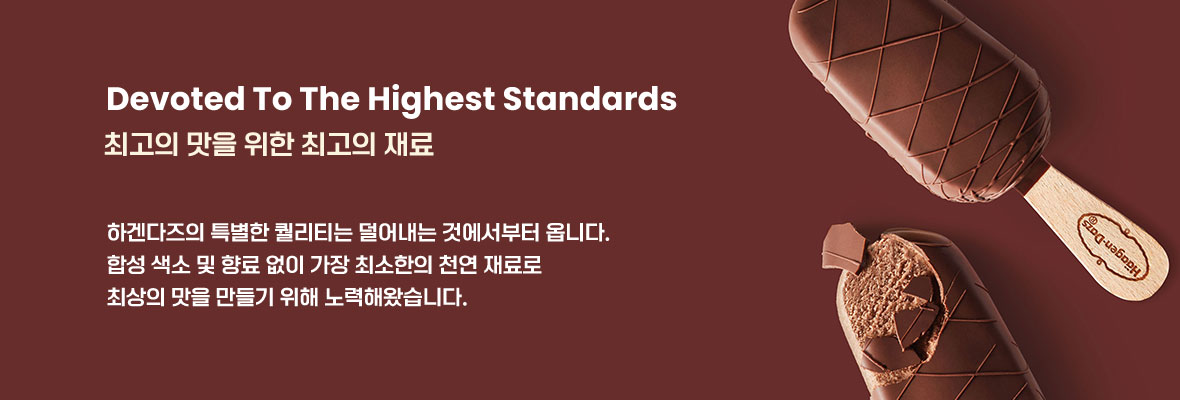 Devoted To The Highest Standards
최고의 맛을 위한 최고의 재료
하겐다즈의 특별한 퀄리티는 덜어내는 것에서부터 옵니다.
합성 색소 및 향료 없이 가장 최소한의 천연 재료로
최상의 맛을 만들기 위해 노력해왔습니다.
Häagen-Dazs®